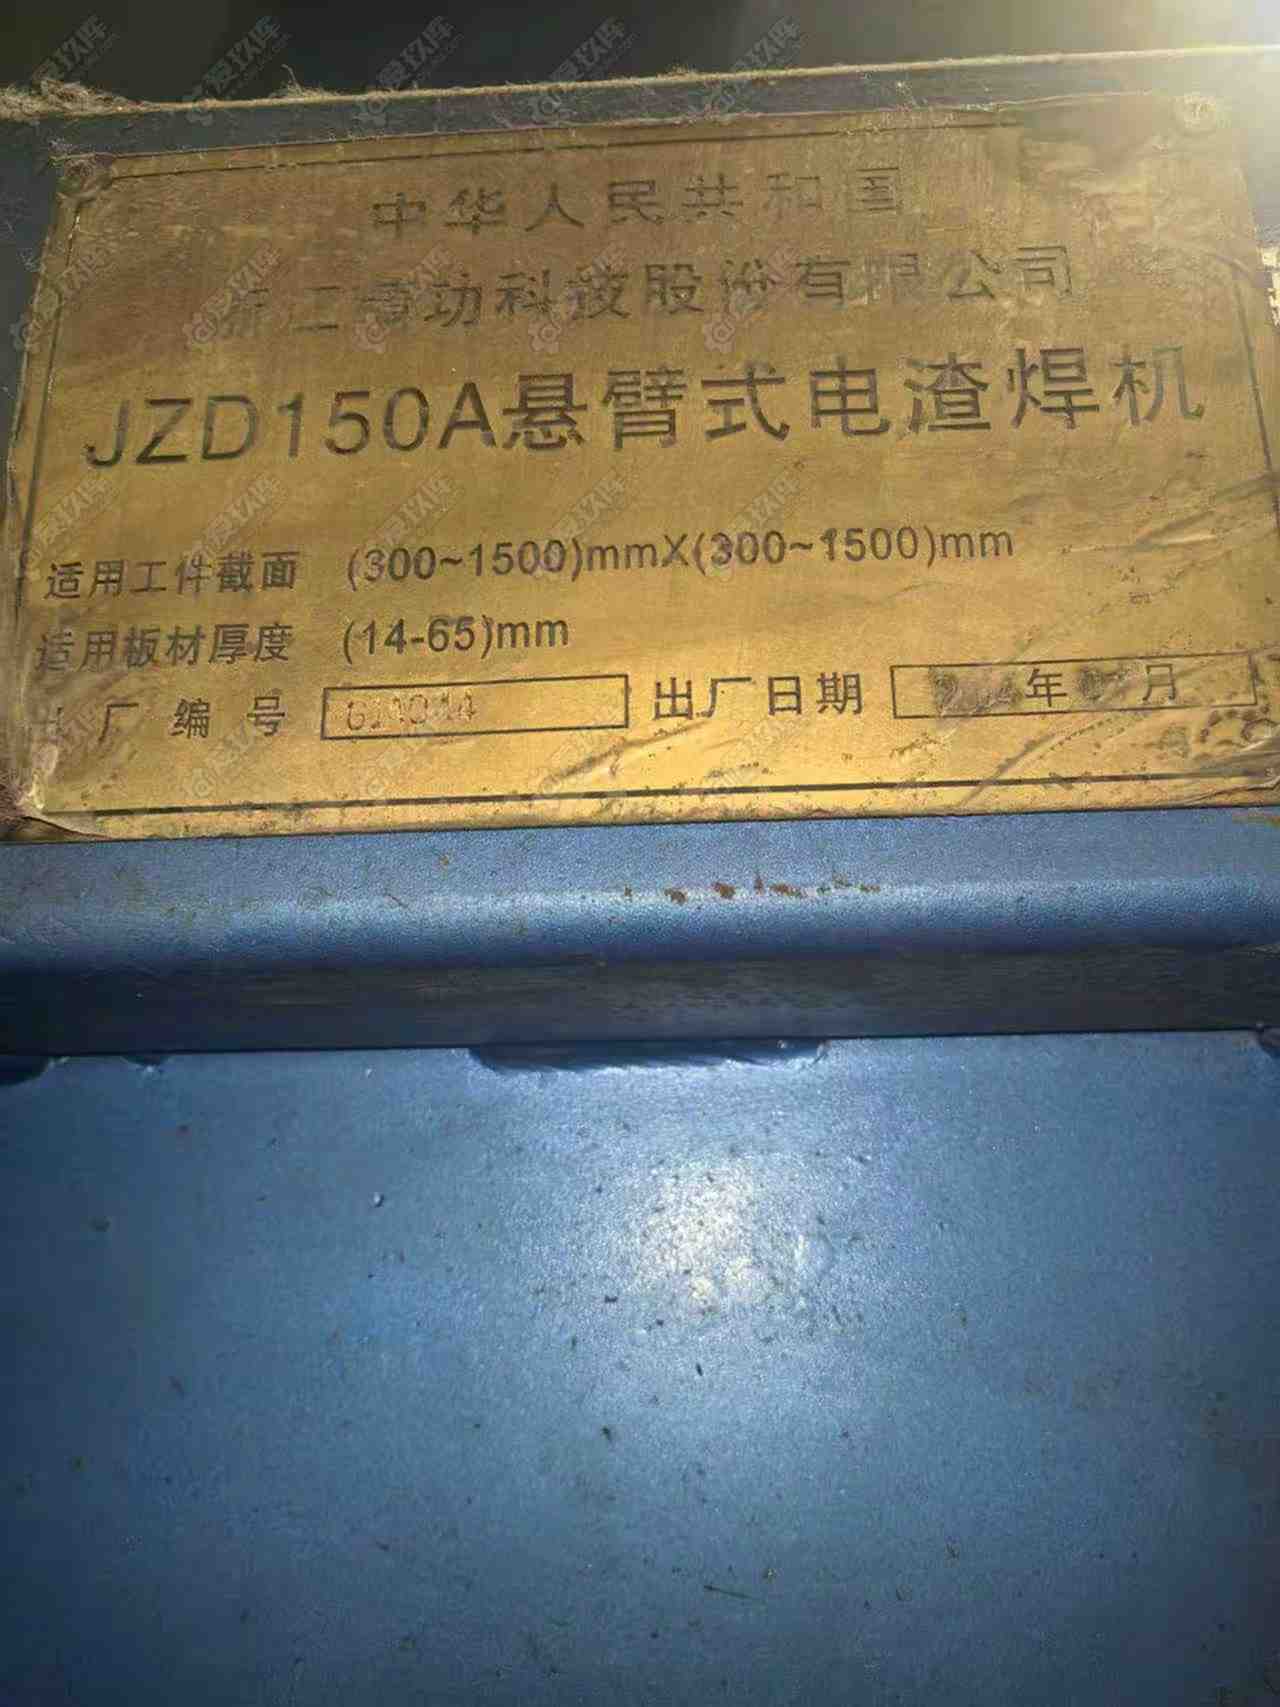 中华人民共和国
科技股份有限公司
JZD150A悬臂式电渣焊机
适用工件截面 (300~1500)mmX(300~1500)mm
适用板材厚度 (14-65)mm
厂编号 出厂日期 年 月